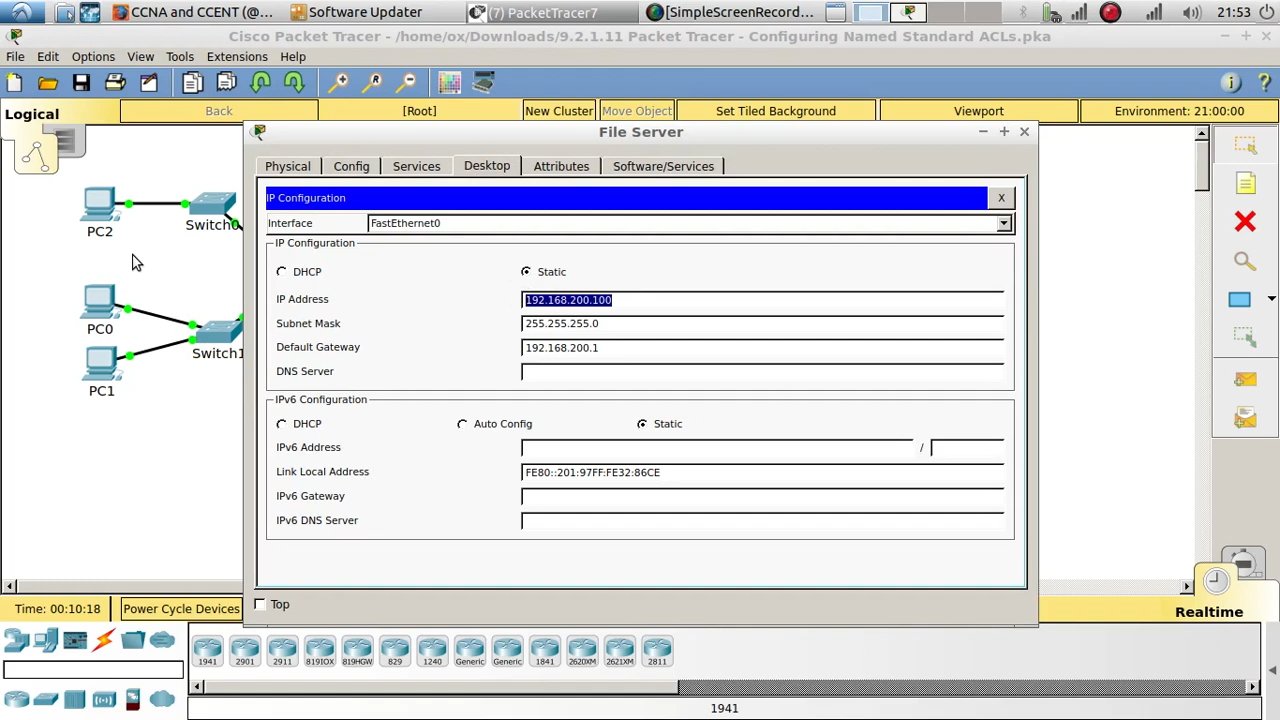 CCNA and CCENT (@... Software Updater (7) PacketTracer7 [SimpleScreenRecord... 21:53
Cisco Packet Tracer - /home/ox/Downloads/9.2.1.11 Packet Tracer - Configuring Named Standard ACLs.pka
File Edit Options View Tools Extensions Help
Logical Back [Root] New Cluster Move Object Set Tiled Background Viewport Environment: 21:00:00
File Server
Physical Config Services Desktop Attributes Software/Services
IP Configuration X
Interface FastEthernet0
IP Configuration
DHCP Static
IP Address 192.168.200.100
Subnet Mask 255.255.255.0
Default Gateway 192.168.200.1
DNS Server
IPv6 Configuration
DHCP Auto Config Static
IPv6 Address /
Link Local Address FE80::201:97FF:FE32:86CE
IPv6 Gateway
IPv6 DNS Server
Top
PC2 Switch0
PC0
Switch1
PC1
Time: 00:10:18 Power Cycle Devices Realtime
1941 2901 2911 819IOX 819HGW 829 1240 Generic Generic 1841 2620XM 2621XM 2811
1941